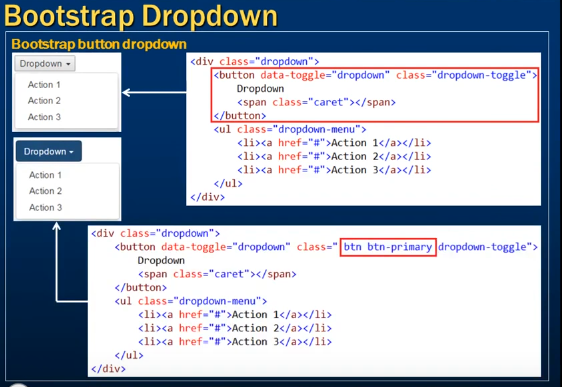 Bootstrap Dropdown
Bootstrap button dropdown
Dropdown
Action 1
Action 2
Action 3
<div class="dropdown">
<button data-toggle="dropdown" class="dropdown-toggle">
Dropdown
<span class="caret"></span>
</button>
<ul class="dropdown-menu">
<li><a href="#">Action 1</a></li>
<li><a href="#">Action 2</a></li>
<li><a href="#">Action 3</a></li>
</ul>
</div>
Dropdown
Action 1
Action 2
Action 3
<div class="dropdown">
<button data-toggle="dropdown" class=" btn btn-primary dropdown-toggle">
Dropdown
<span class="caret"></span>
</button>
<ul class="dropdown-menu">
<li><a href="#">Action 1</a></li>
<li><a href="#">Action 2</a></li>
<li><a href="#">Action 3</a></li>
</ul>
</div>